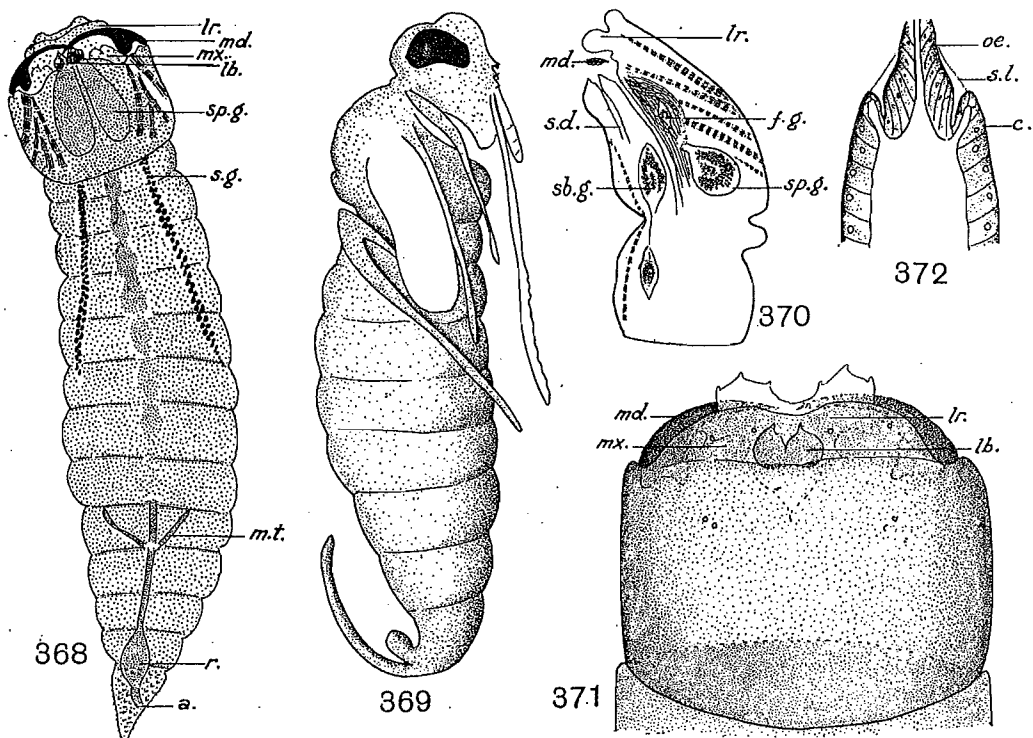 lr.
md.
mx.
lb.
sp.g.
s.g.
m.t.
r.
a.
368
369
lr.
md.
s.d.
f.g.
sb.g.
sp.g.
370
oe.
s.l.
c.
372
md.
lr.
mx.
lb.
371